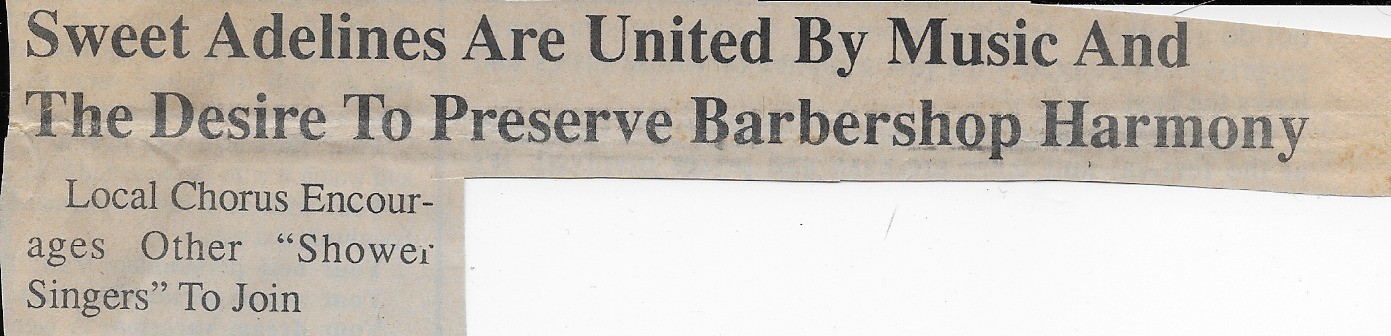 Sweet Adelines Are United By Music And
The Desire To Preserve Barbershop Harmony
Local Chorus Encour-
ages Other “Shower
Singers” To Join